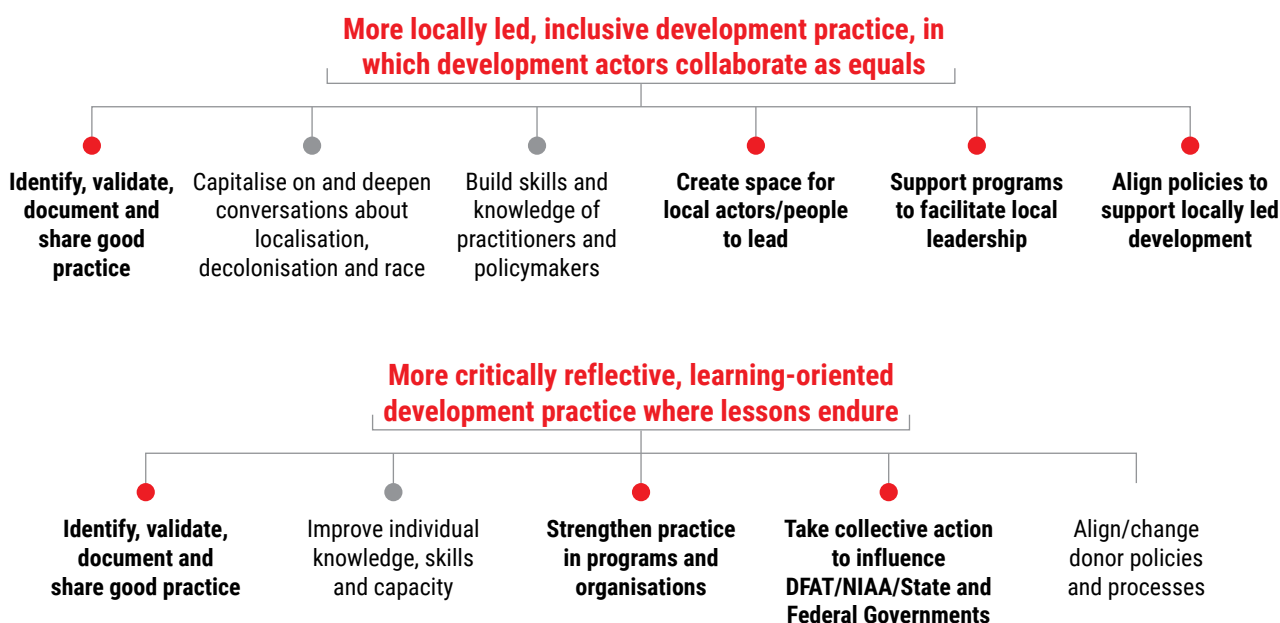 More locally led, inclusive development practice, in
which development actors collaborate as equals
Identify, validate,
document and
share good
practice
Capitalise on and deepen
conversations about
localisation,
decolonisation and race
Build skills and
knowledge of
practitioners and
policymakers
Create space for
local actors/people
to lead
Support programs
to facilitate local
leadership
Align policies to
support locally led
development
More critically reflective, learning-oriented
development practice where lessons endure
Identify, validate,
document and
share good practice
Improve individual
knowledge, skills
and capacity
Strengthen practice
in programs and
organisations
Take collective action
to influence
DFAT/NIAA/State and
Federal Governments
Align/change
donor policies
and processes